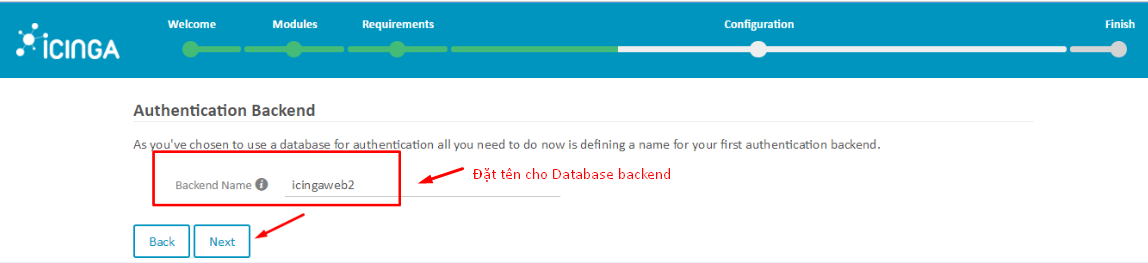 Welcome
Modules
Requirements
Configuration
Finish
ICINGA
Authentication Backend
As you've chosen to use a database for authentication all you need to do now is defining a name for your first authentication backend.
Đặt tên cho Database backend
Backend Name i icingaweb2
Back
Next